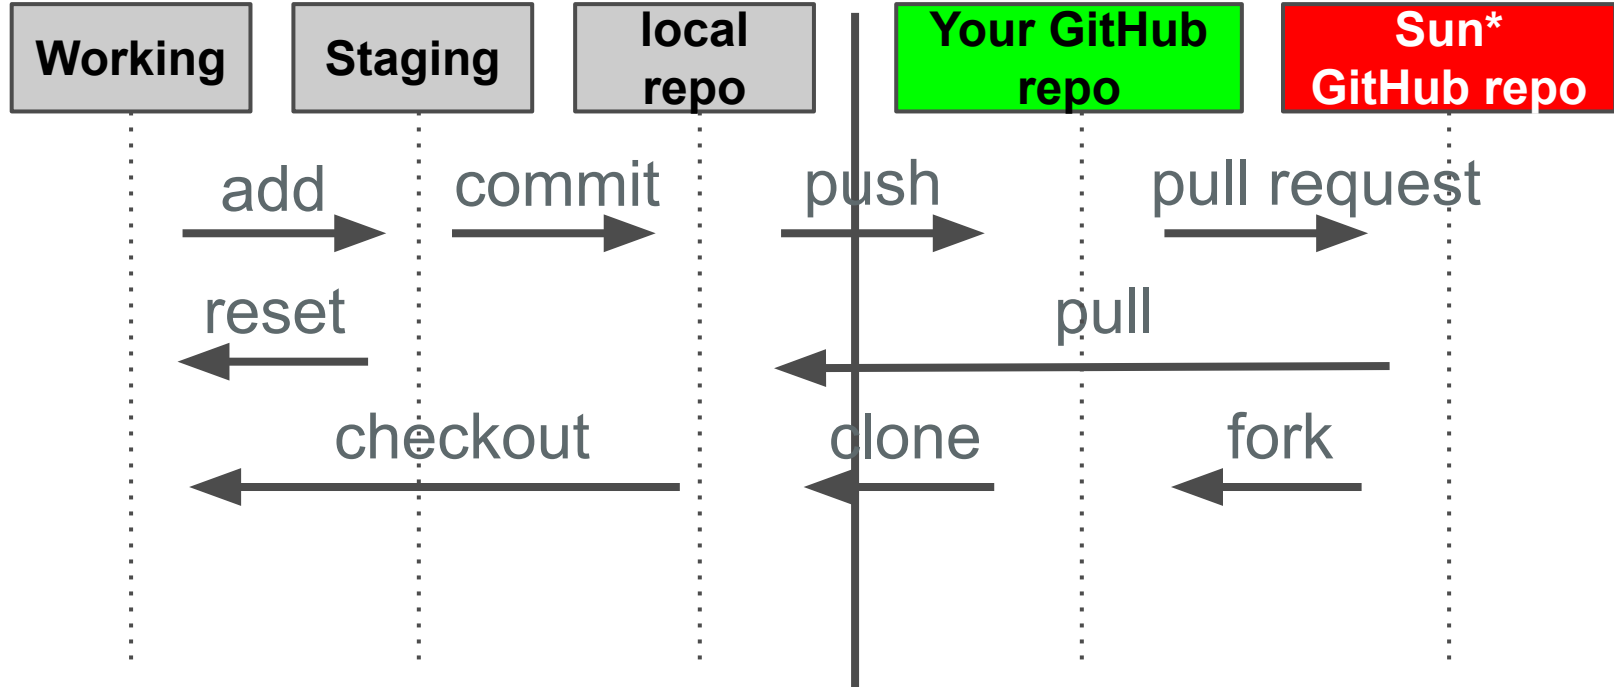 Working
Staging
local
repo
Your GitHub
repo
Sun*
GitHub repo
add
commit
push
pull request
reset
pull
checkout
clone
fork